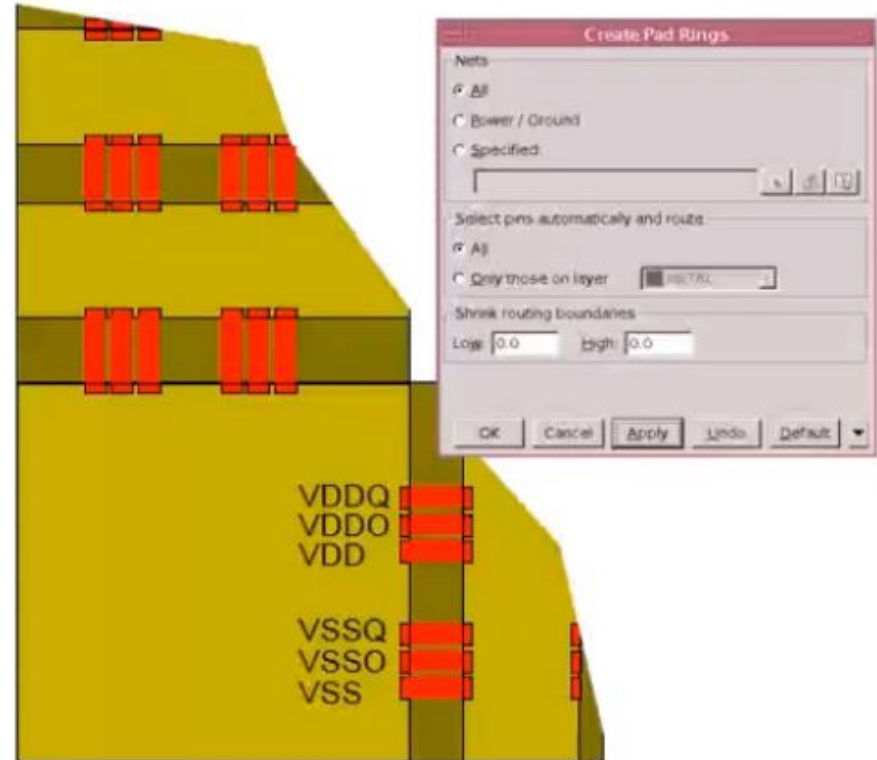 Create Pad Rings
Nets
All
Power / Ground
Specified:
Select pins automatically and route
All
Only those on layer METAL
Shrink routing boundaries
Low: 0.0 High: 0.0
OK Cancel Apply Undo Default
VDDQ
VDDO
VDD
VSSQ
VSSO
VSS